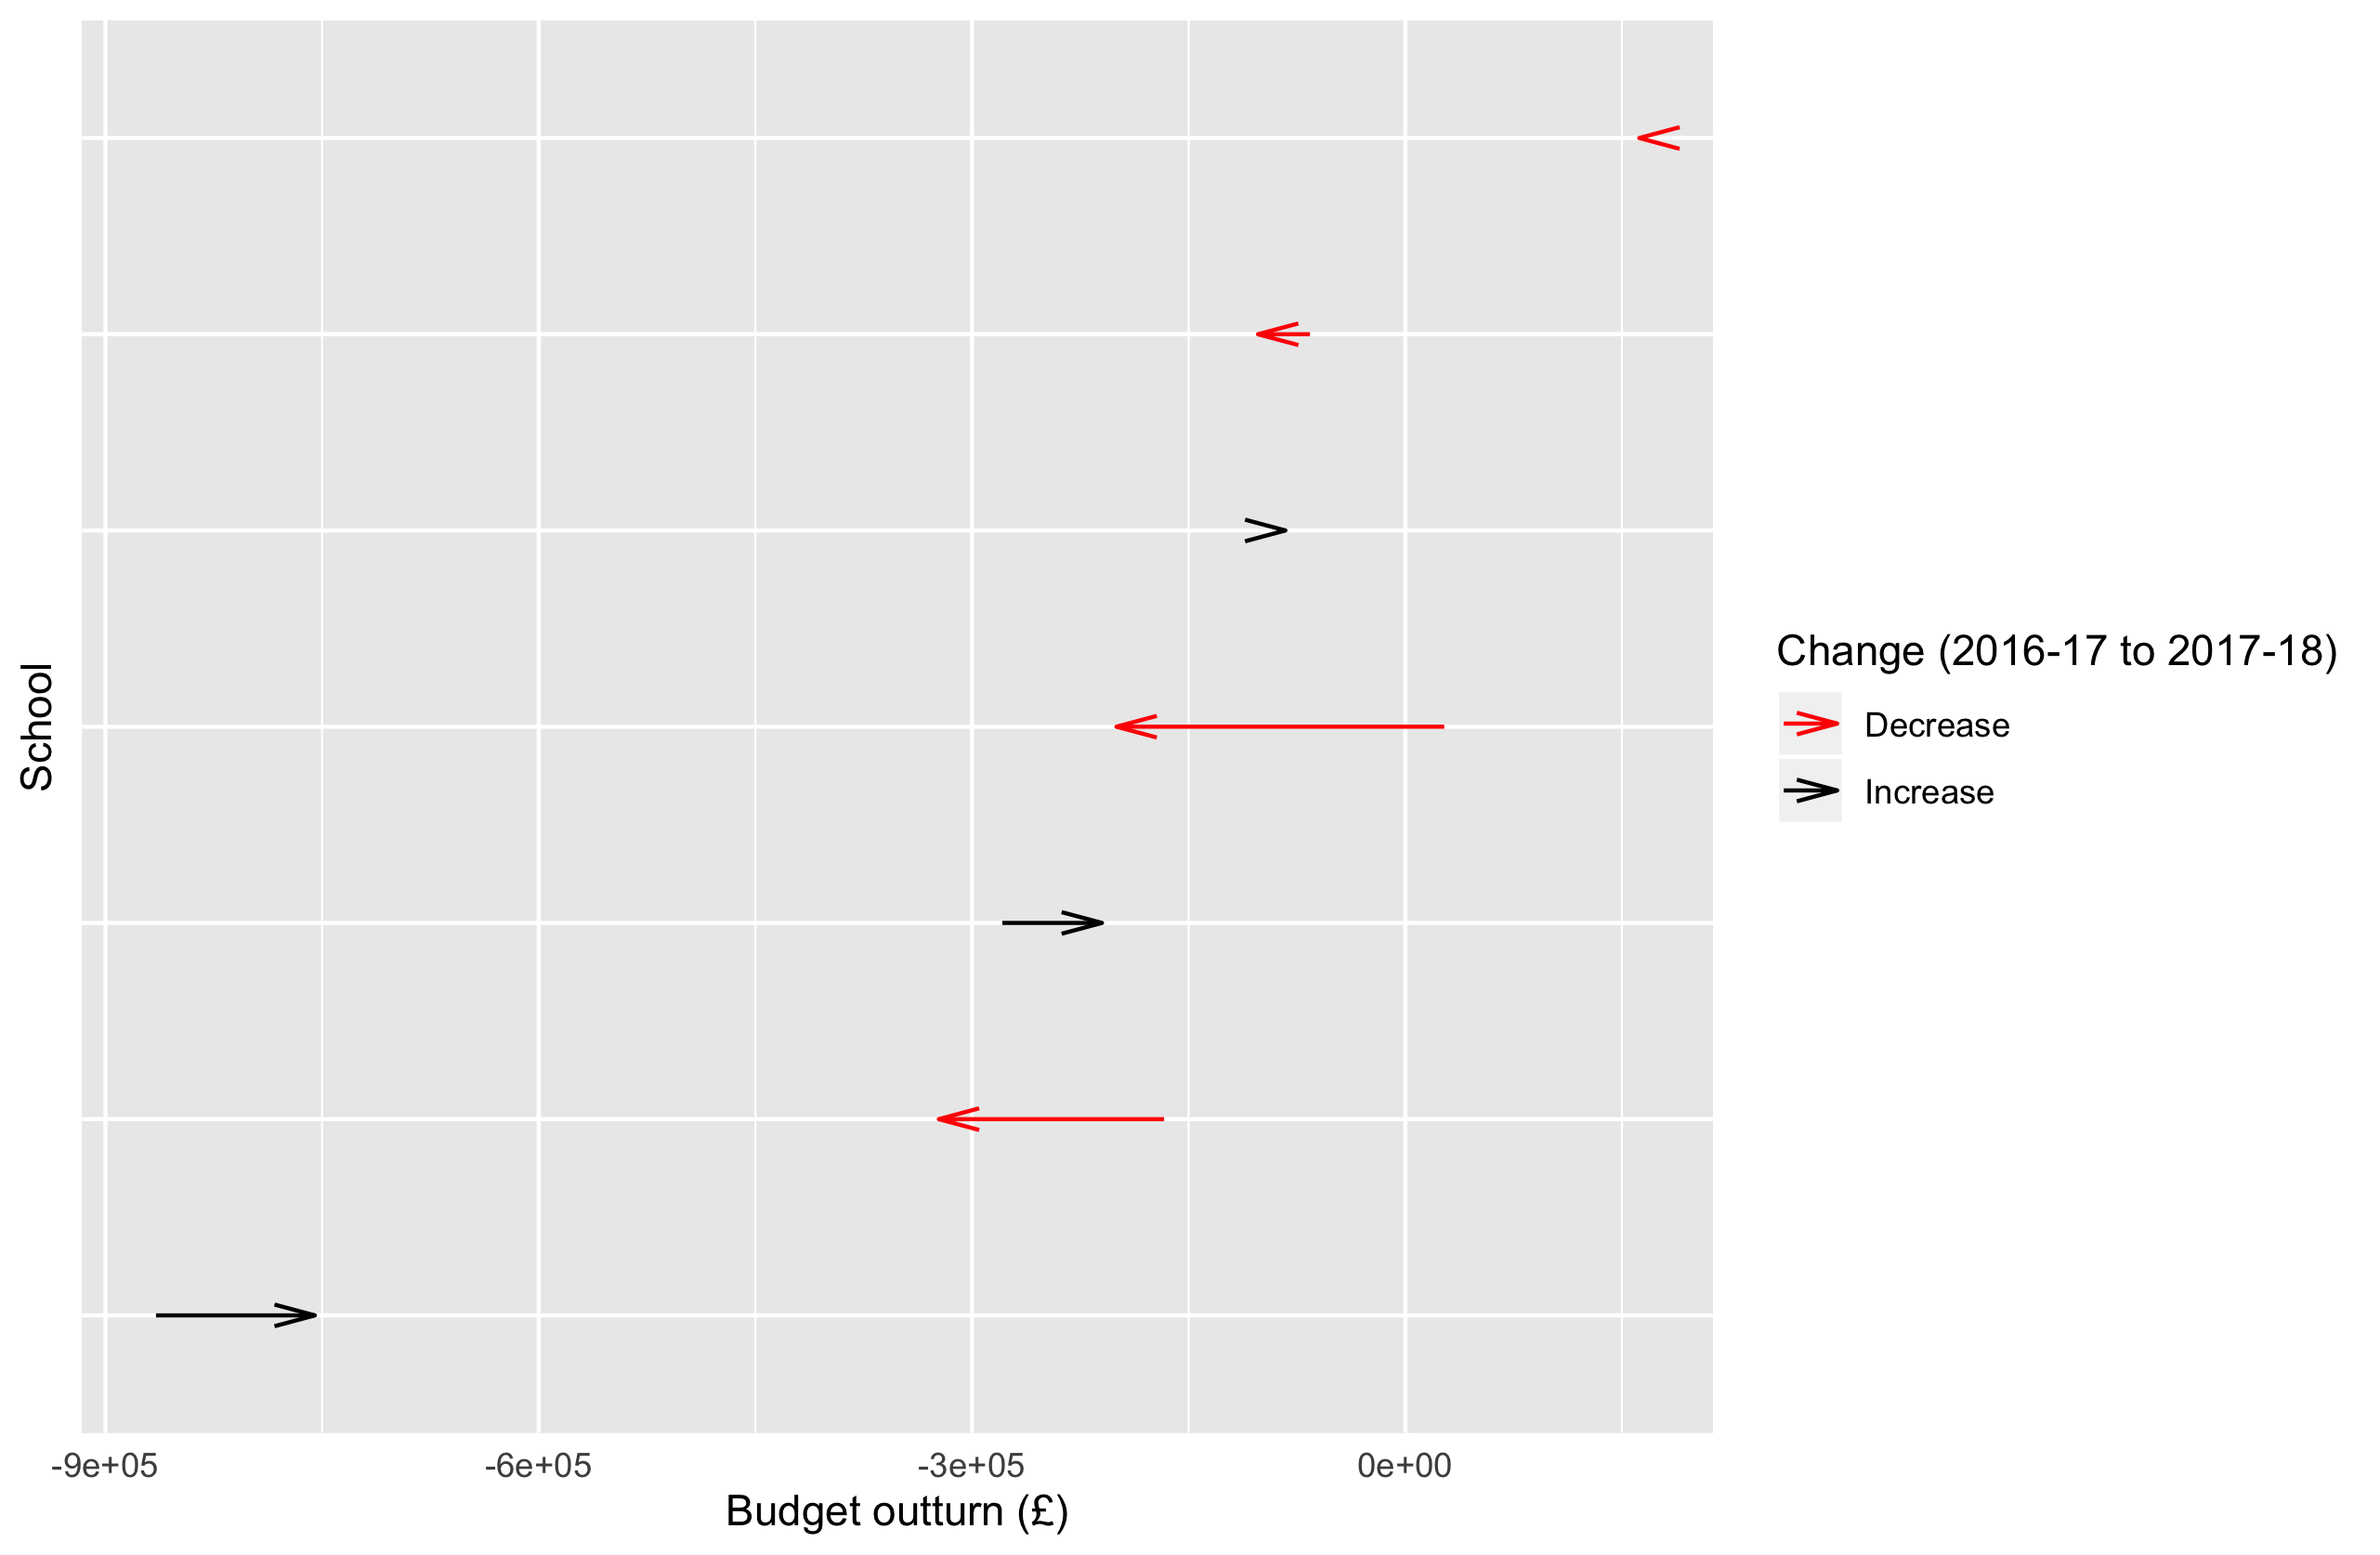 School
-9e+05
-6e+05
-3e+05
0e+00
Budget outturn (£)
Change (2016-17 to 2017-18)
Decrease
Increase